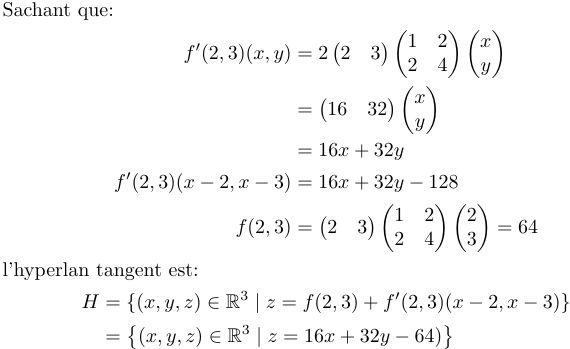 Sachant que:
f′(2, 3)(x, y) = 2 (2 3) (1 2 / 2 4) (x / y)
= (16 32) (x / y)
= 16x + 32y
f′(2, 3)(x − 2, x − 3) = 16x + 32y − 128
f(2, 3) = (2 3) (1 2 / 2 4) (2 / 3) = 64
l'hyperlan tangent est:
H = {(x, y, z) ∈ ℝ³ | z = f(2, 3) + f′(2, 3)(x − 2, x − 3)}
= {(x, y, z) ∈ ℝ³ | z = 16x + 32y − 64)}